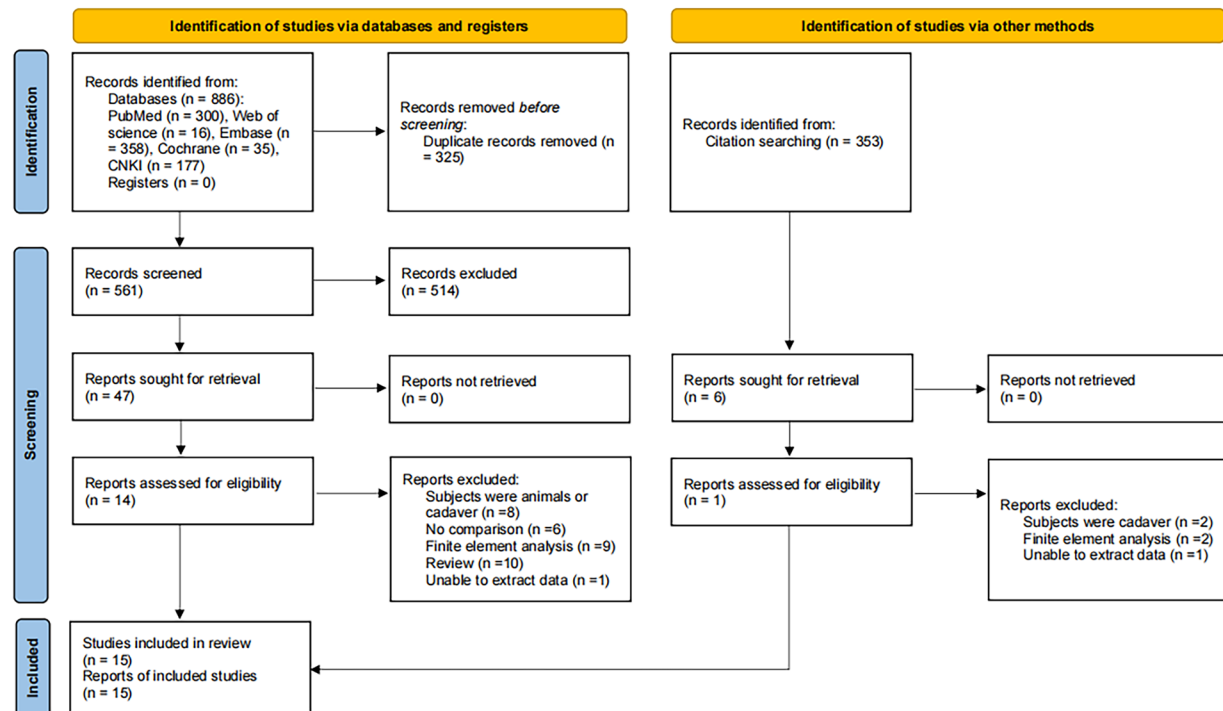 Identification of studies via databases and registers
Identification of studies via other methods
Identification
Records identified from:
Databases (n = 886):
PubMed (n = 300), Web of
science (n = 16), Embase (n
= 358), Cochrane (n = 35),
CNKI (n = 177)
Registers (n = 0)
Records removed before
screening:
Duplicate records removed (n
= 325)
Records identified from:
Citation searching (n = 353)
Screening
Records screened
(n = 561)
Records excluded
(n = 514)
Reports sought for retrieval
(n = 47)
Reports not retrieved
(n = 0)
Reports sought for retrieval
(n = 6)
Reports not retrieved
(n = 0)
Reports assessed for eligibility
(n = 14)
Reports excluded:
Subjects were animals or
cadaver (n =8)
No comparison (n =6)
Finite element analysis (n =9)
Review (n =10)
Unable to extract data (n =1)
Reports assessed for eligibility
(n = 1)
Reports excluded:
Subjects were cadaver (n =2)
Finite element analysis (n =2)
Unable to extract data (n =1)
Included
Studies included in review
(n = 15)
Reports of included studies
(n = 15)